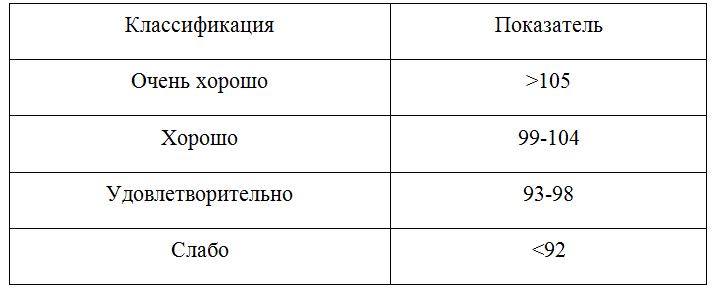 Классификация Показатель
Очень хорошо >105
Хорошо 99-104
Удовлетворительно 93-98
Слабо <92